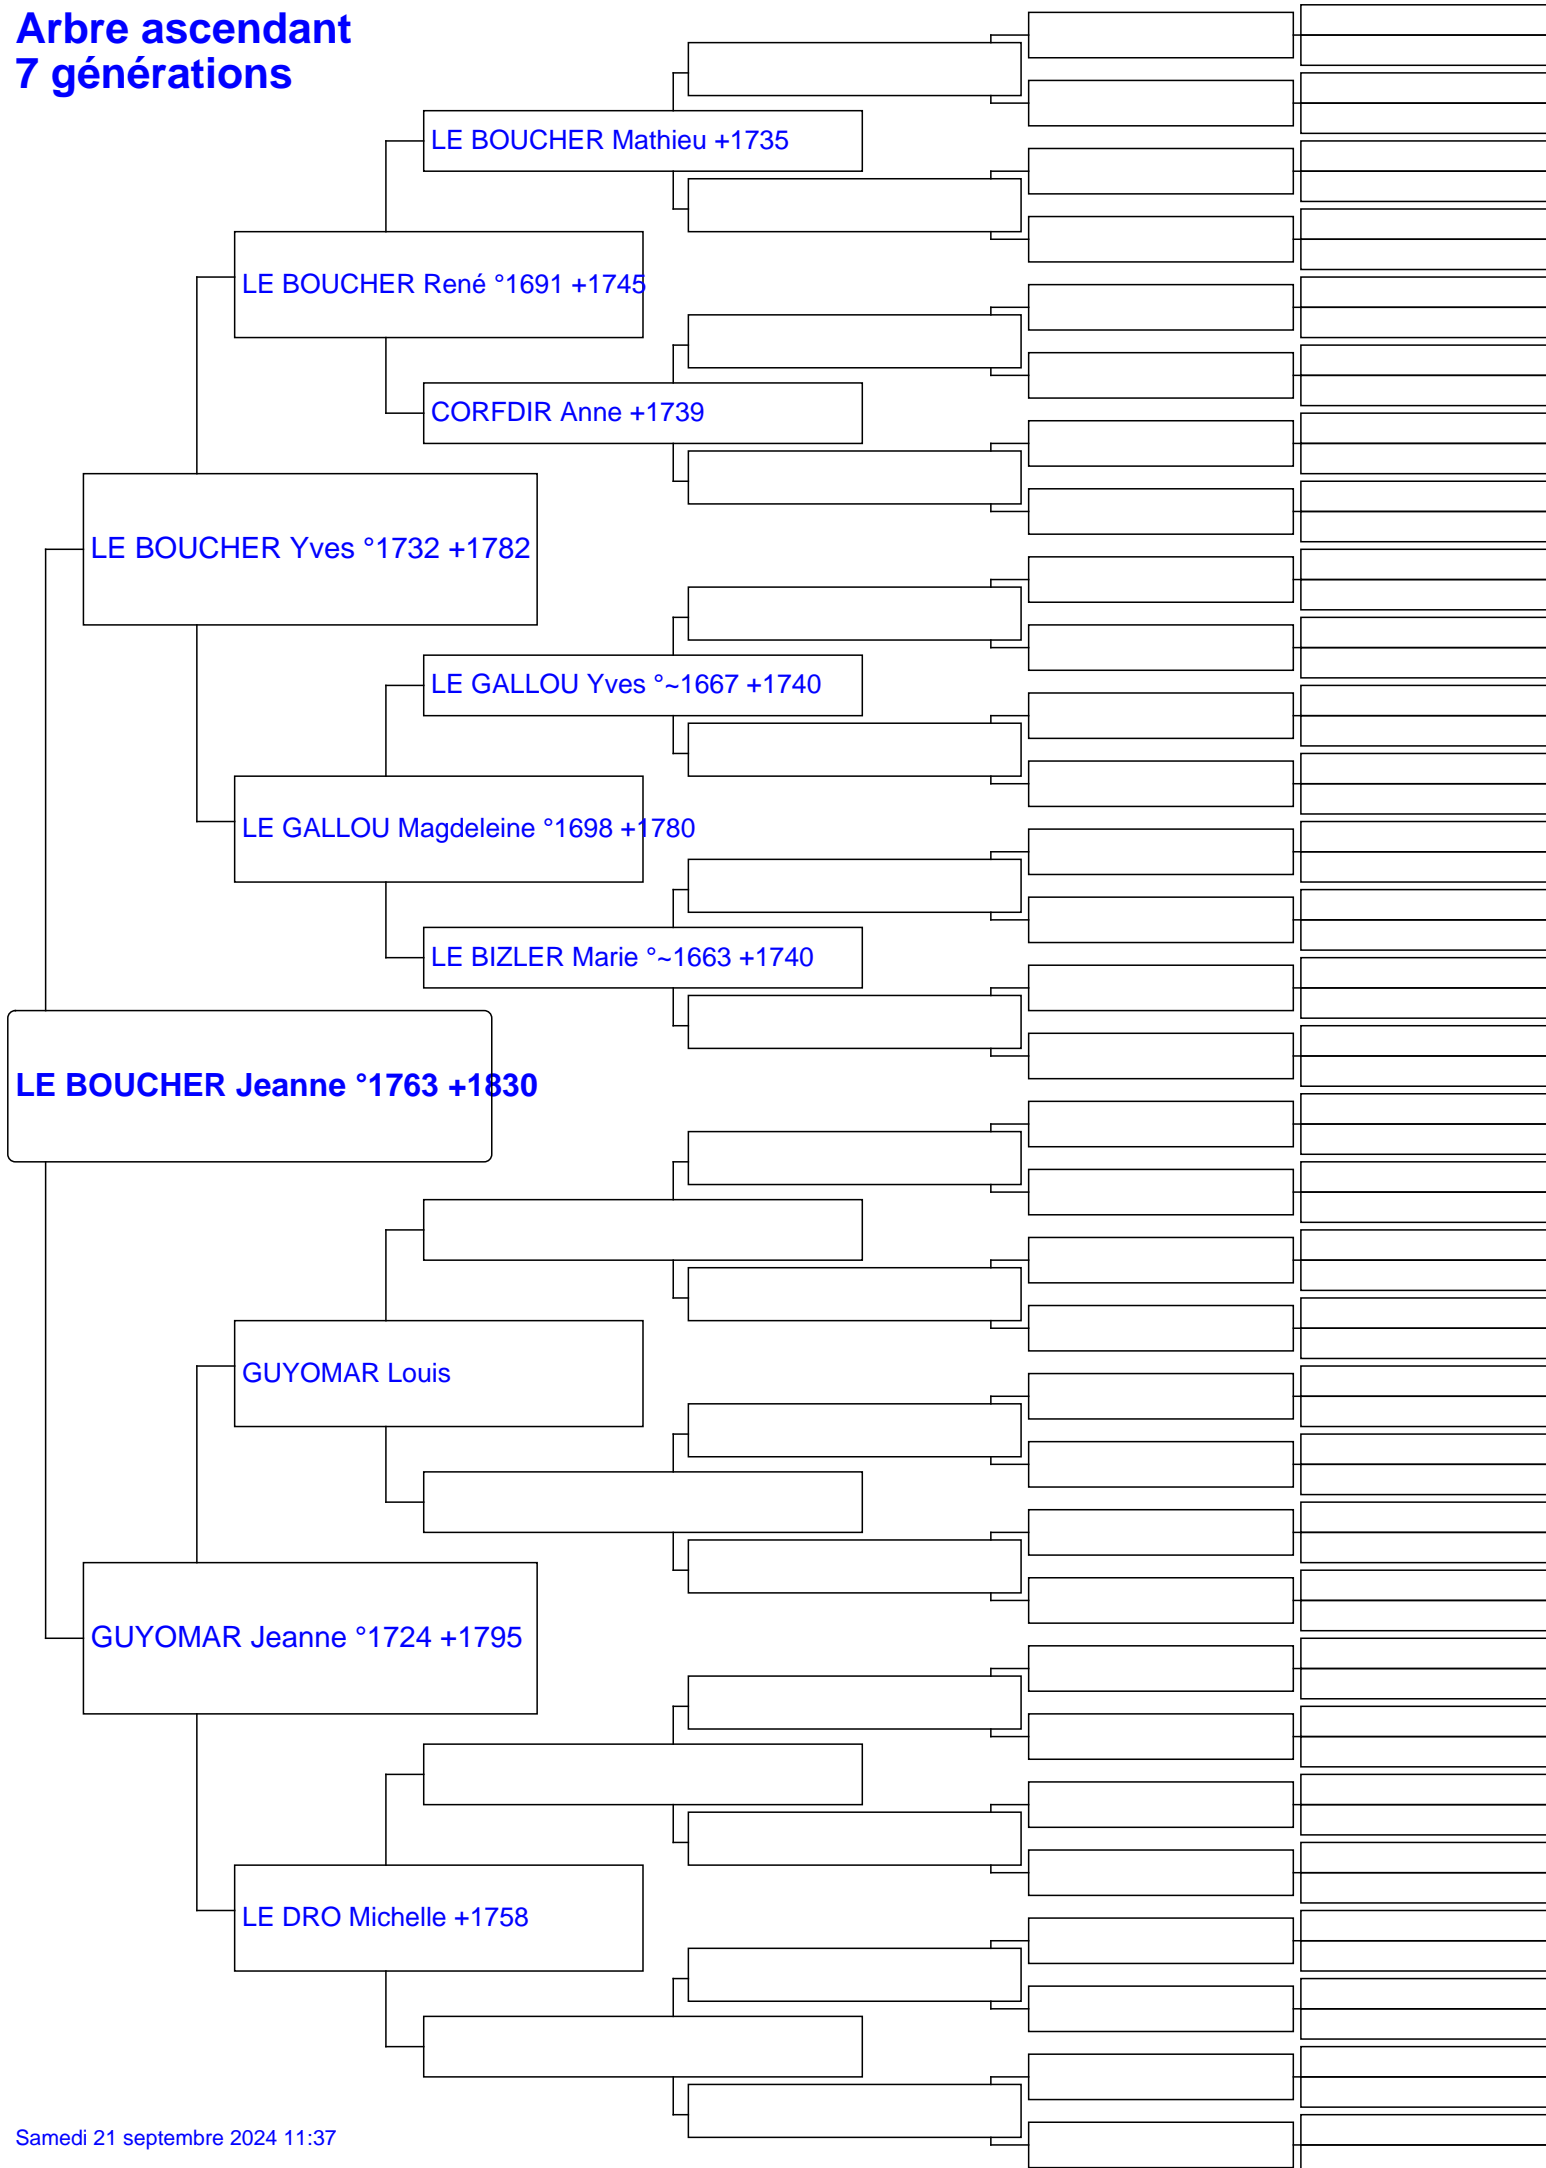 Arbre ascendant
7 générations
LE BOUCHER Mathieu +1735
LE BOUCHER René °1691 +1745
CORFDIR Anne +1739
LE BOUCHER Yves °1732 +1782
LE GALLOU Yves °~1667 +1740
LE GALLOU Magdeleine °1698 +1780
LE BIZLER Marie °~1663 +1740
LE BOUCHER Jeanne °1763 +1830
GUYOMAR Louis
GUYOMAR Jeanne °1724 +1795
LE DRO Michelle +1758
Samedi 21 septembre 2024 11:37